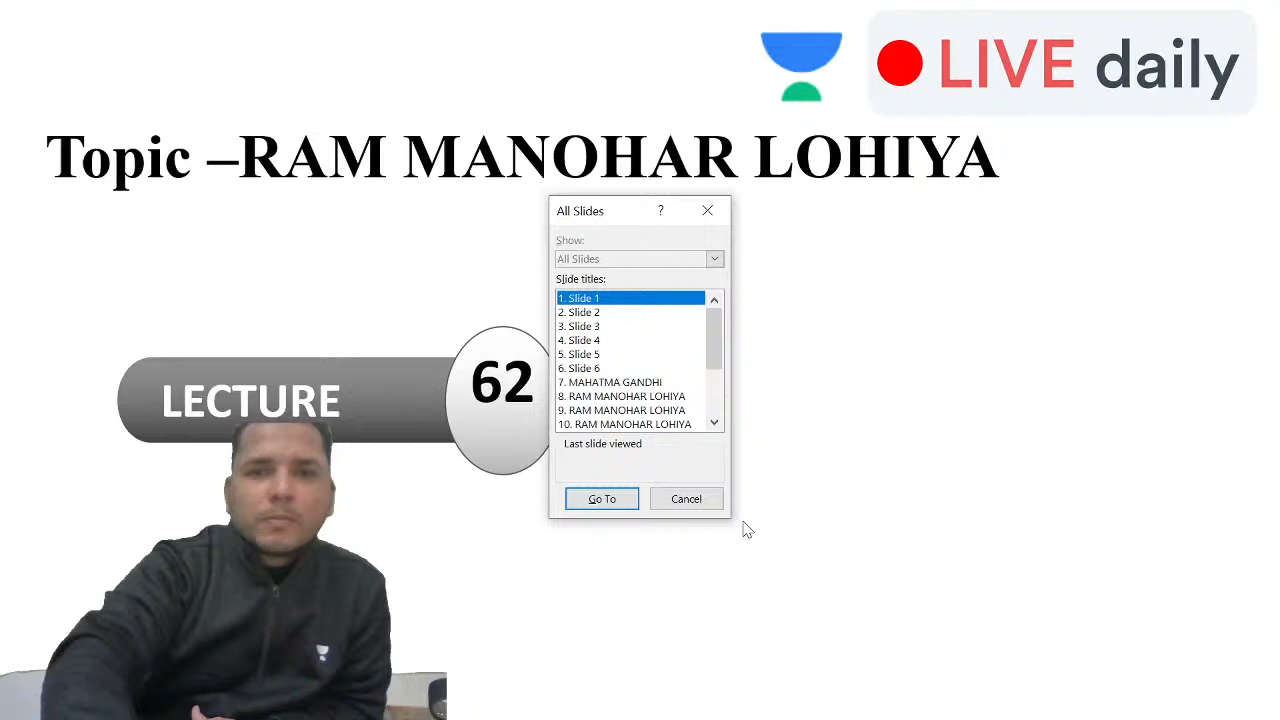 LIVE daily
Topic –RAM MANOHAR LOHIYA
All Slides
?
Show:
All Slides
Slide titles:
1. Slide 1
2. Slide 2
3. Slide 3
4. Slide 4
5. Slide 5
6. Slide 6
7. MAHATMA GANDHI
8. RAM MANOHAR LOHIYA
9. RAM MANOHAR LOHIYA
10. RAM MANOHAR LOHIYA
Last slide viewed
Go To Cancel
LECTURE 62